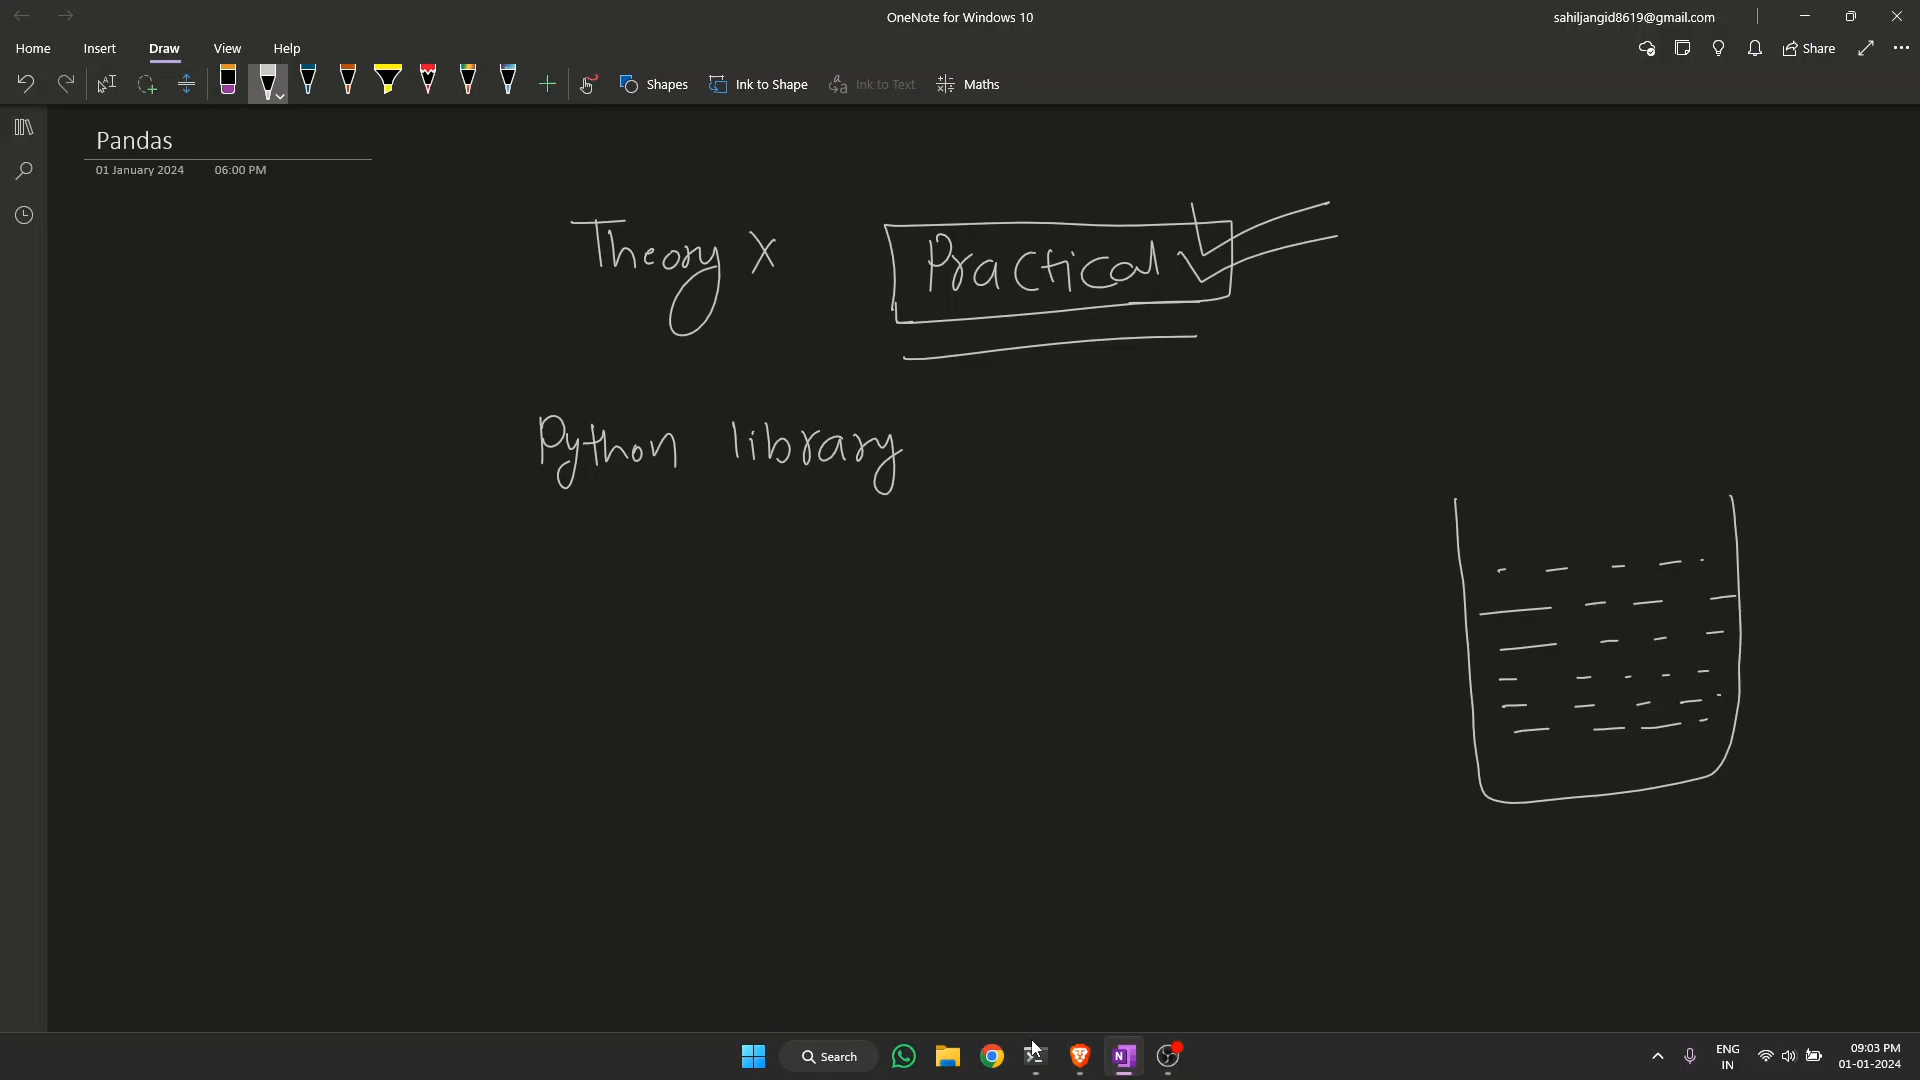 OneNote for Windows 10
sahiljangid8619@gmail.com
Home Insert Draw View Help
Share
Shapes Ink to Shape Ink to Text Maths
Pandas
01 January 2024 06:00 PM
Theory X Practical
Python library
Search
ENG
IN
09:03 PM
01-01-2024